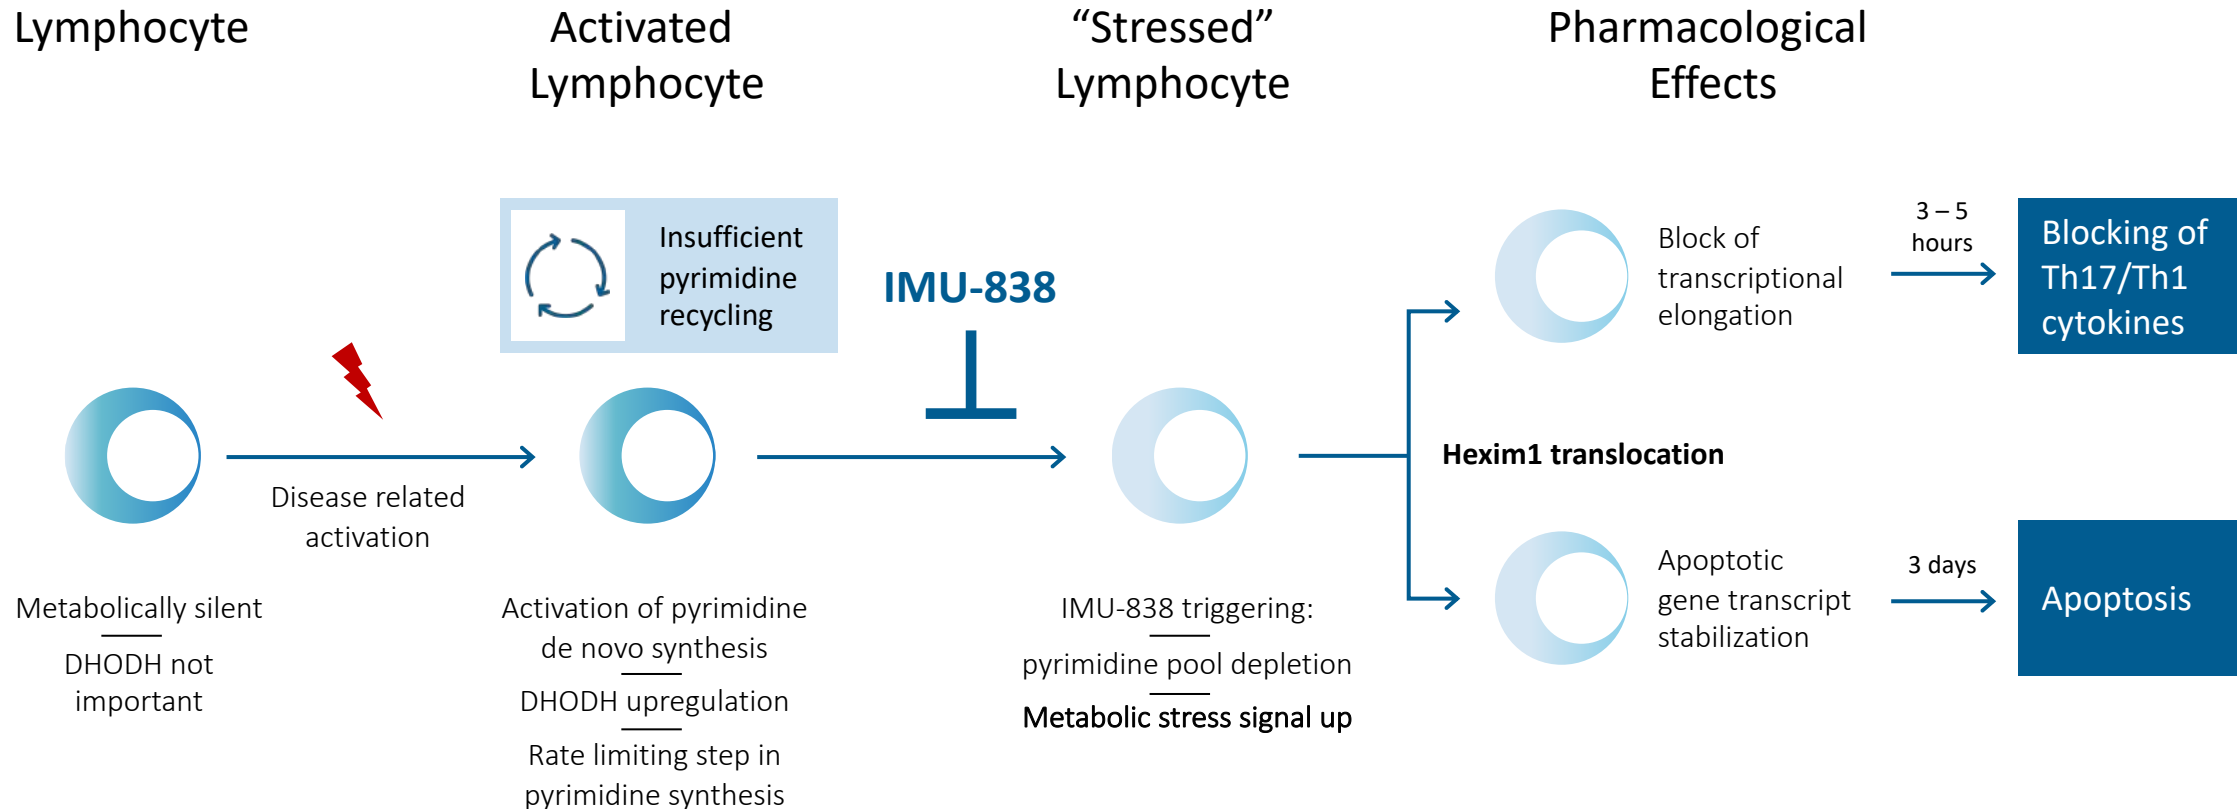 Lymphocyte
Activated
Lymphocyte
“Stressed”
Lymphocyte
Pharmacological
Effects
Insufficient
pyrimidine
recycling
IMU-838
Disease related
activation
Metabolically silent
DHODH not
important
Activation of pyrimidine
de novo synthesis
DHODH upregulation
Rate limiting step in
pyrimidine synthesis
IMU-838 triggering:
pyrimidine pool depletion
Metabolic stress signal up
Hexim1 translocation
Block of
transcriptional
elongation
3 – 5
hours
Blocking of
Th17/Th1
cytokines
Apoptotic
gene transcript
stabilization
3 days
Apoptosis